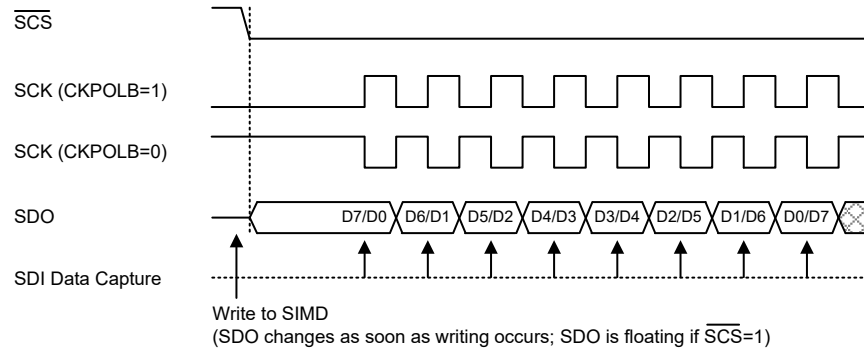 SCS
SCK (CKPOLB=1)
SCK (CKPOLB=0)
SDO
D7/D0 D6/D1 D5/D2 D4/D3 D3/D4 D2/D5 D1/D6 D0/D7
SDI Data Capture
Write to SIMD
(SDO changes as soon as writing occurs; SDO is floating if SCS=1)